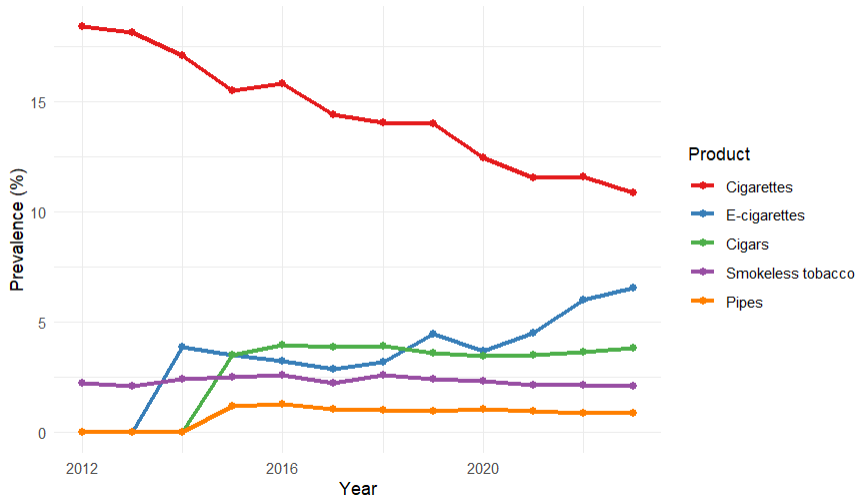 15
10
5
0
Prevalence (%)
2012
2016
2020
Year
Product
Cigarettes
E-cigarettes
Cigars
Smokeless tobacco
Pipes